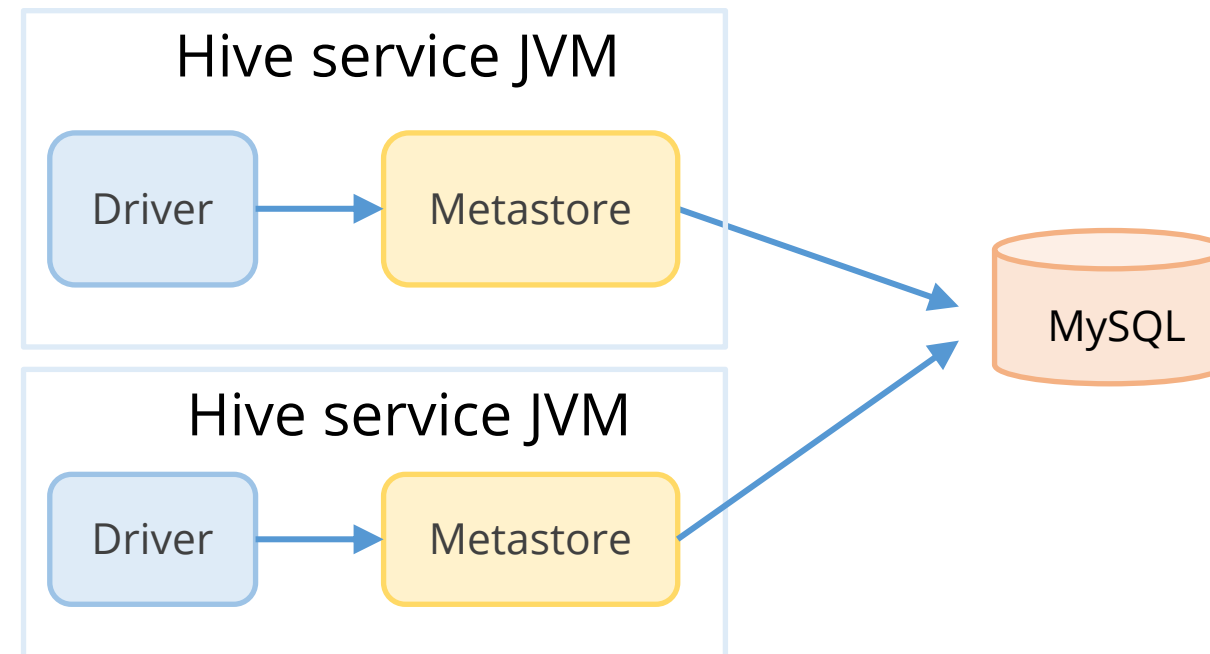 Hive service JVM
Driver
Metastore
MySQL
Hive service JVM
Driver
Metastore